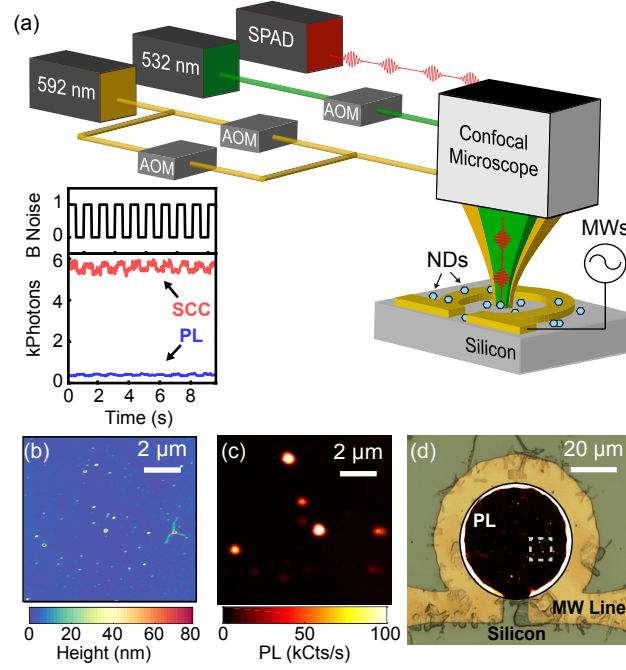 (a)
SPAD
532 nm
592 nm
AOM
AOM
AOM
Confocal
Microscope
MWs
NDs
Silicon
B Noise
1
0
kPhotons
6
4
2
0
SCC
PL
0 2 4 6 8
Time (s)
(b)
2 µm
0 20 40 60 80
Height (nm)
(c)
2 µm
0 50 100
PL (kCts/s)
(d)
20 µm
PL
MW Line
Silicon